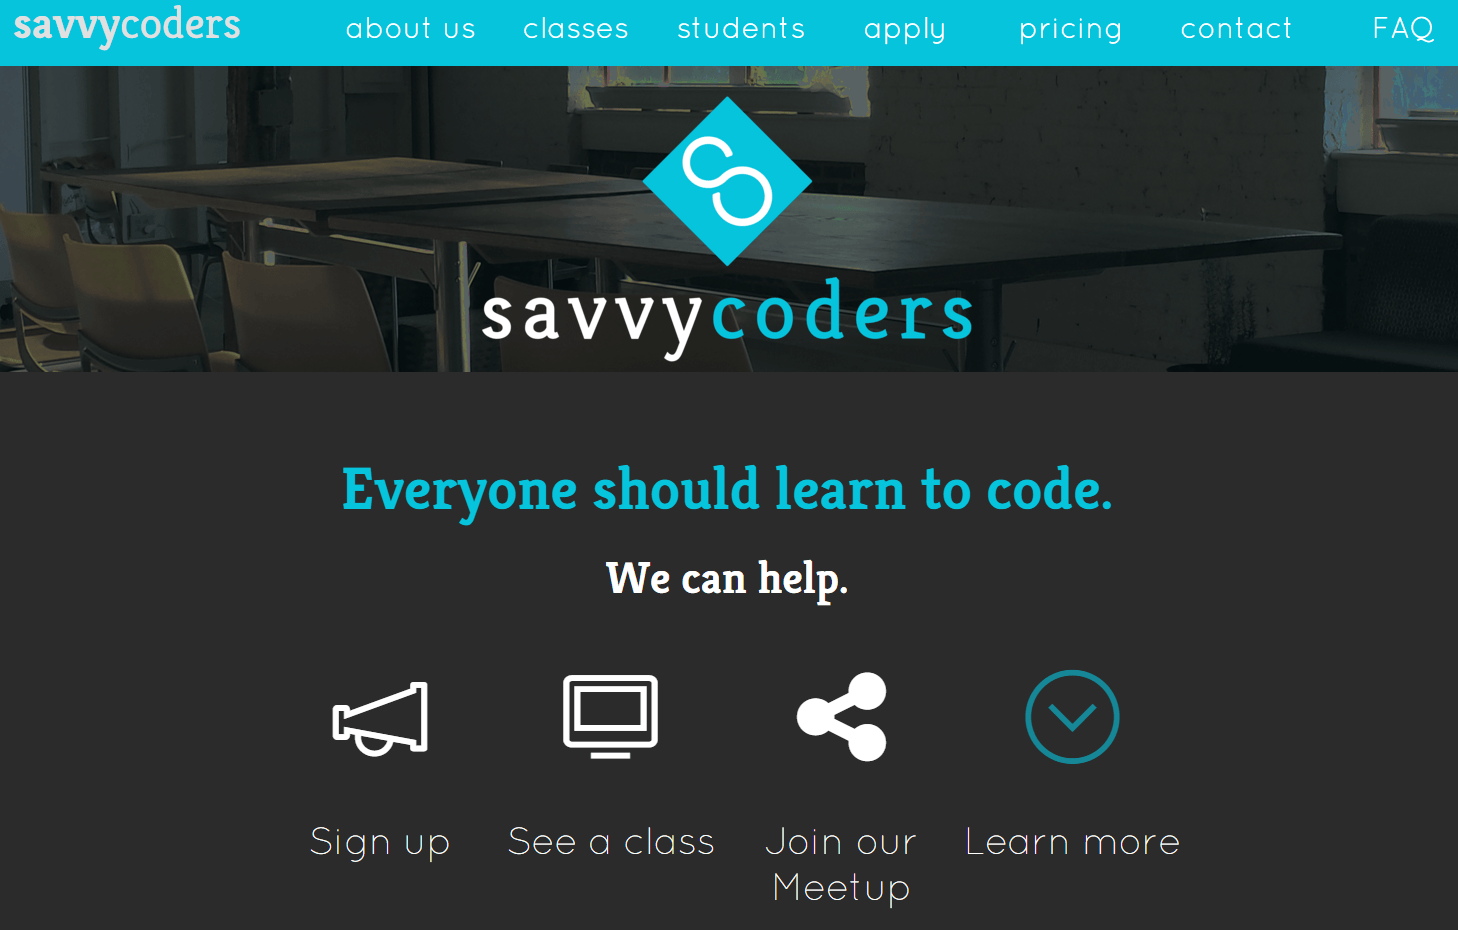 savvycoders about us classes students apply pricing contact FAQ
savvycoders
Everyone should learn to code.
We can help.
Sign up See a class Join our Learn more
Meetup